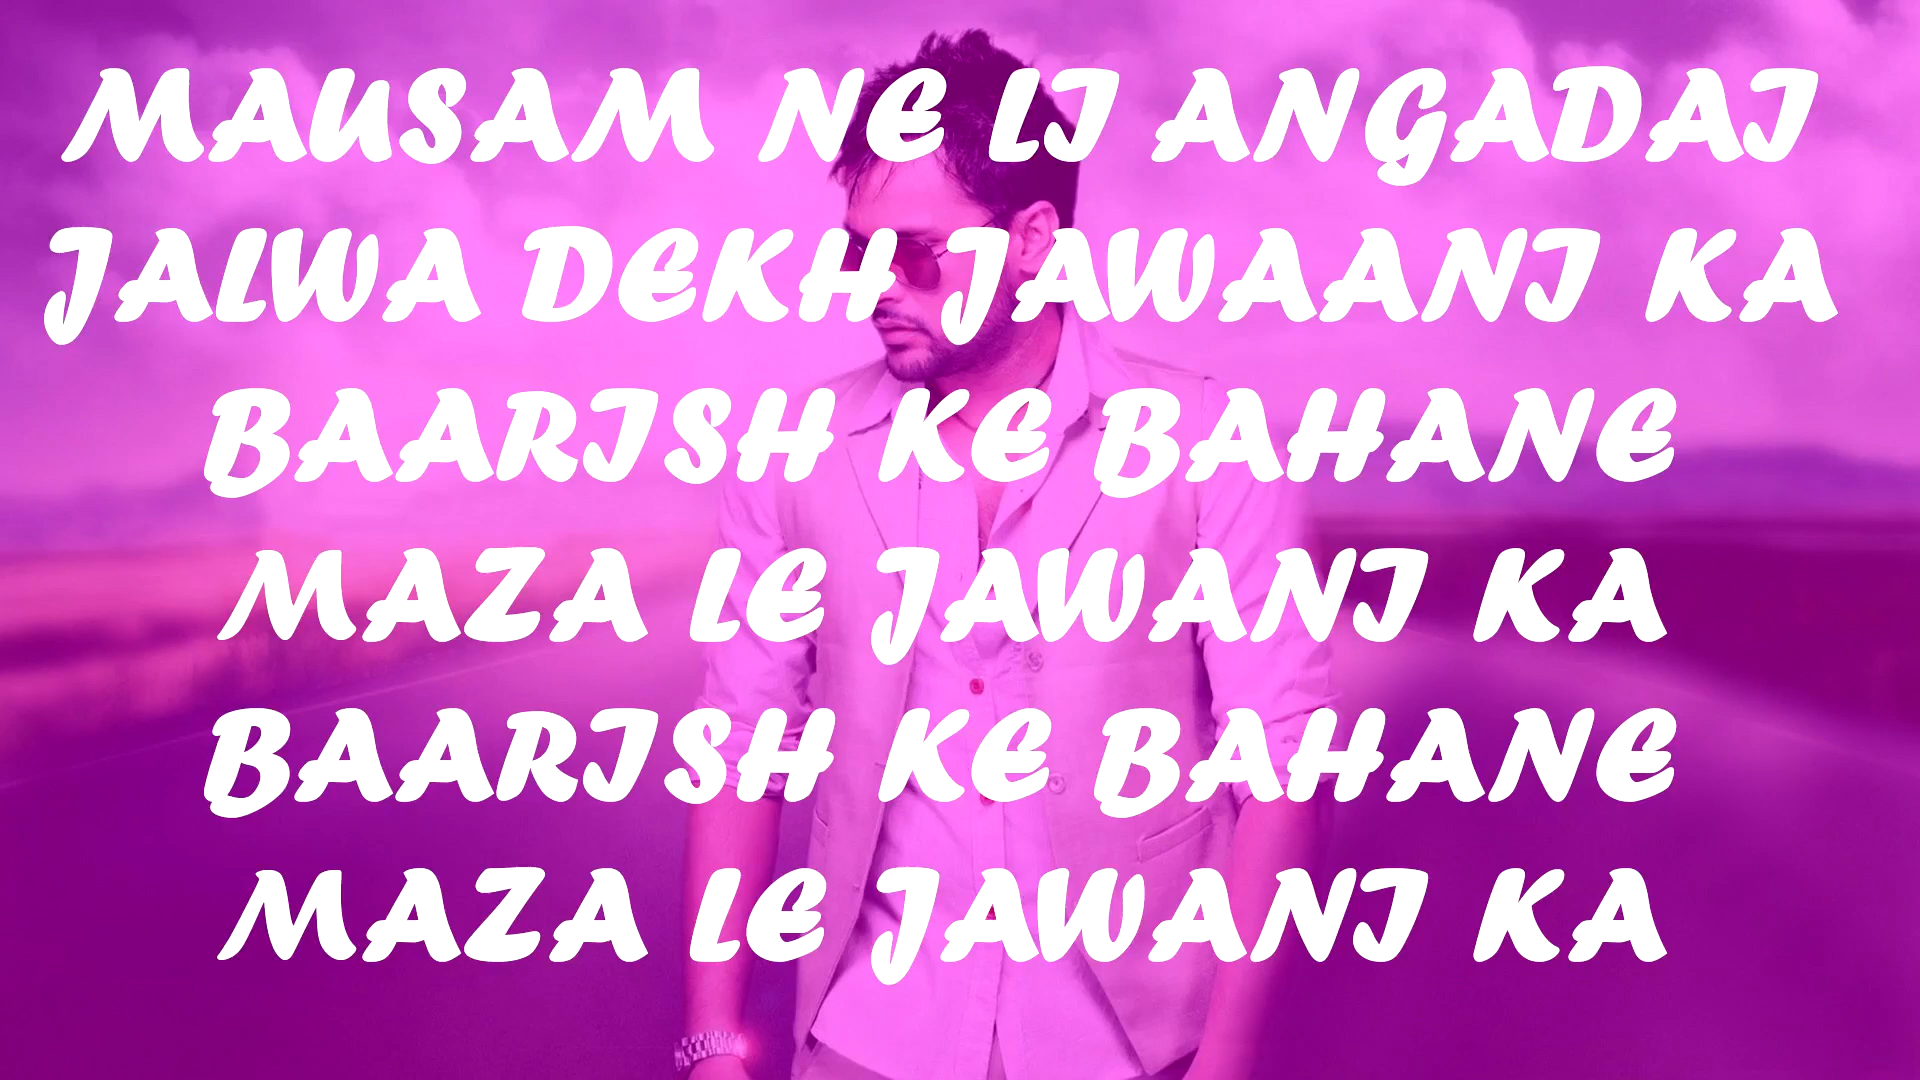 MAUSAM NE LI ANGADAI
JALWA DEKH JAWAANI KA
BAARISH KE BAHANE
MAZA LE JAWANI KA
BAARISH KE BAHANE
MAZA LE JAWANI KA